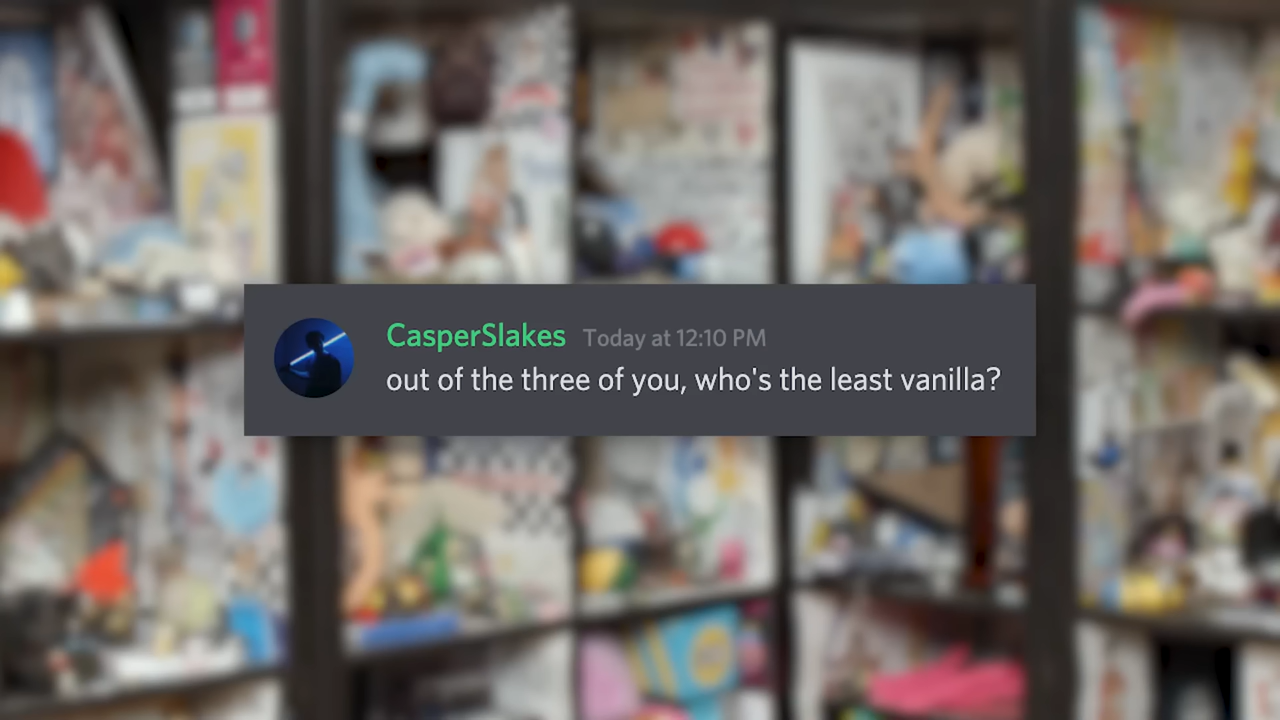 CasperSlakes Today at 12:10 PM
out of the three of you, who's the least vanilla?